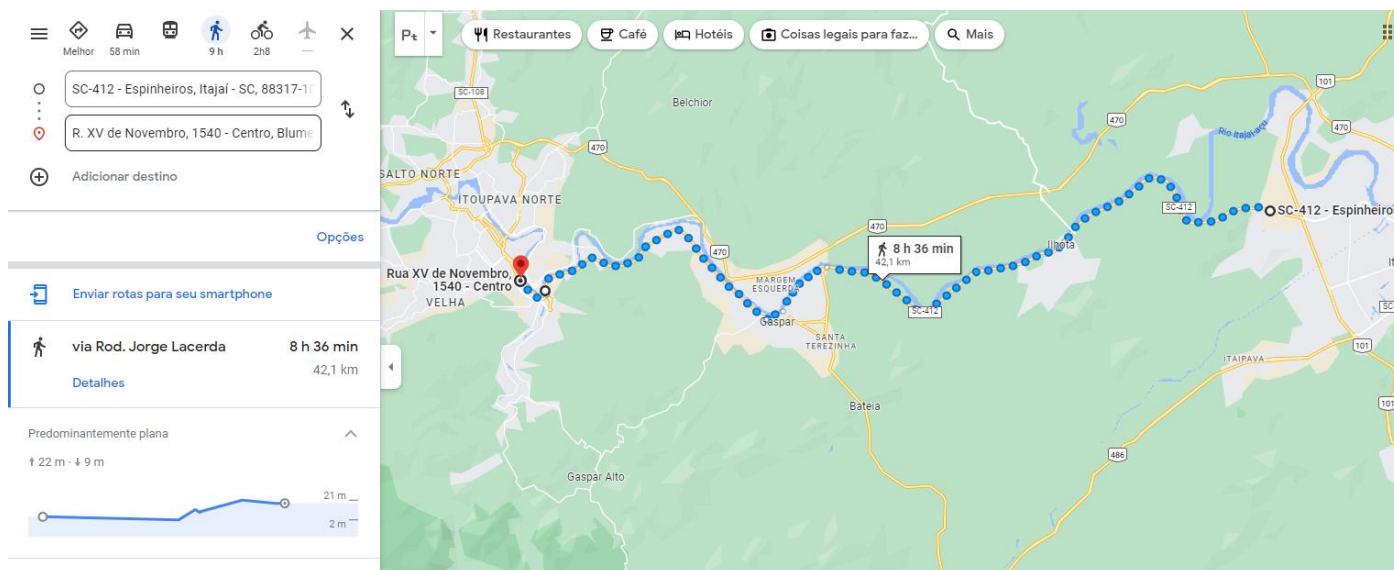 Melhor
58 min
9 h
2h8
—
SC-412 - Espinheiros, Itajaí - SC, 88317-1
R. XV de Novembro, 1540 - Centro, Blume
Adicionar destino
Opções
Enviar rotas para seu smartphone
via Rod. Jorge Lacerda
8 h 36 min
42,1 km
Detalhes
Predominantemente plana
22 m · 9 m
21 m
2 m
Restaurantes
Café
Hotéis
Coisas legais para faz...
Mais
SC-108
Belchior
101
470
470
Rio Itajaí-açu
470
SALTO NORTE
ITOUPAVA NORTE
SC-412
SC-412 - Espinheiro
470
8 h 36 min
42,1 km
Ilhota
470
Rua XV de Novembro,
1540 - Centro
VELHA
MARGEM
ESQUERDA
SC-412
Gaspar
SANTA
TEREZINHA
101
ITAIPAVA
Bateia
101
486
Gaspar Alto